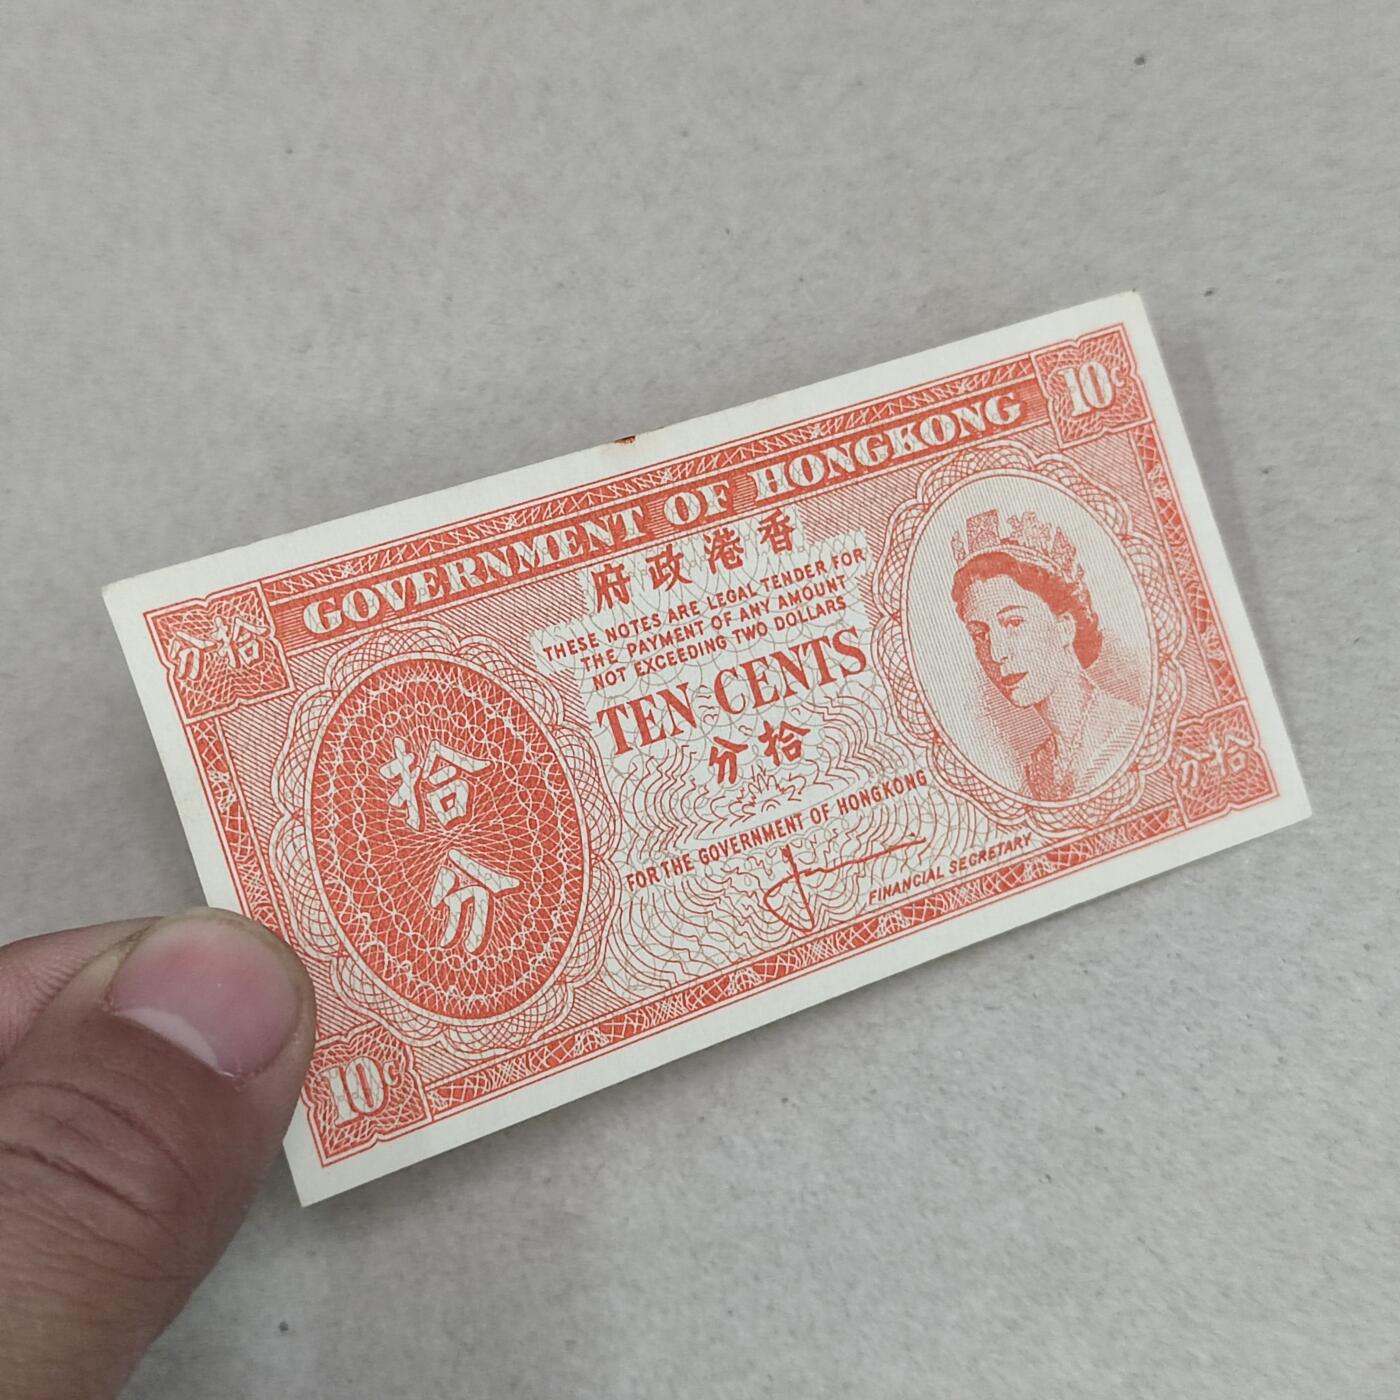 GOVERNMENT OF HONGKONG
10c
府政港香
分拾
THESE NOTES ARE LEGAL TENDER FOR
THE PAYMENT OF ANY AMOUNT
NOT EXCEEDING TWO DOLLARS
TEN CENTS
分拾
拾
分
分拾
FOR THE GOVERNMENT OF HONGKONG
FINANCIAL SECRETARY
10c